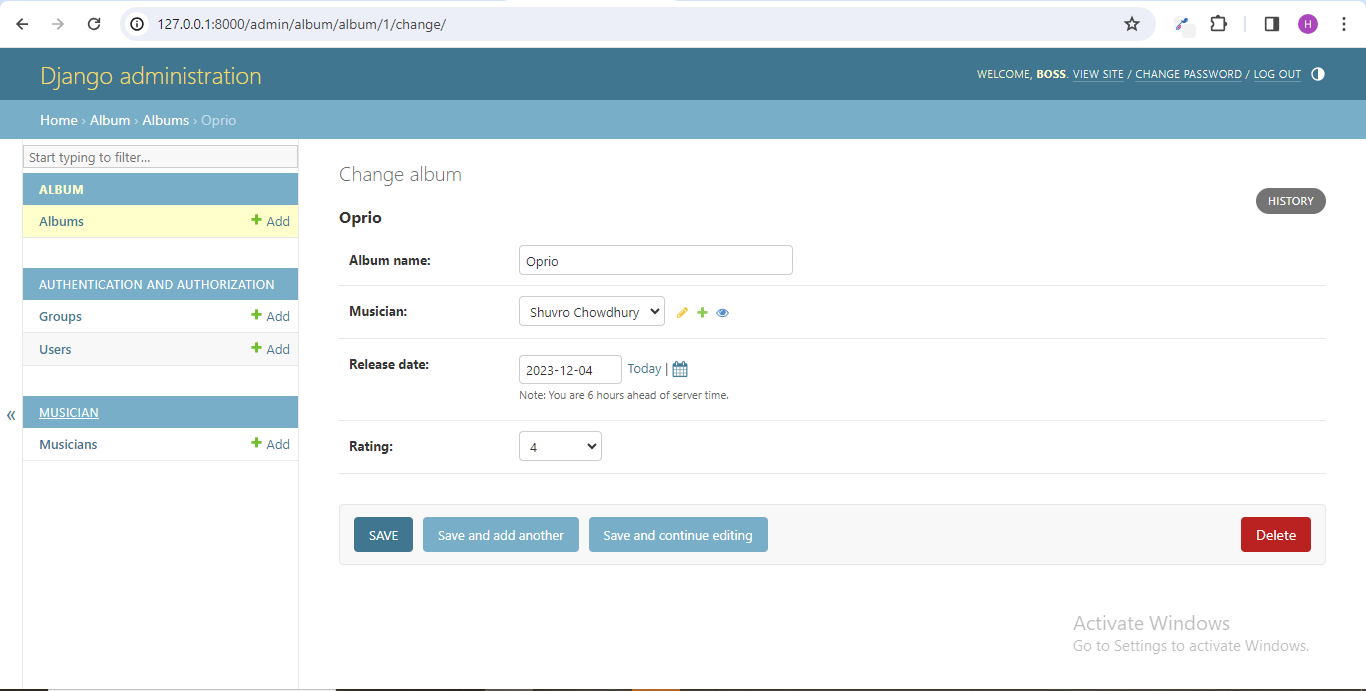 127.0.0.1:8000/admin/album/album/1/change/
H
Django administration
WELCOME, BOSS. VIEW SITE / CHANGE PASSWORD / LOG OUT
Home › Album › Albums › Oprio
Start typing to filter...
ALBUM
Albums + Add
AUTHENTICATION AND AUTHORIZATION
Groups + Add
Users + Add
«
MUSICIAN
Musicians + Add
Change album
HISTORY
Oprio
Album name: Oprio
Musician: Shuvro Chowdhury
Release date: 2023-12-04 Today |
Note: You are 6 hours ahead of server time.
Rating: 4
SAVE Save and add another Save and continue editing Delete
Activate Windows
Go to Settings to activate Windows.